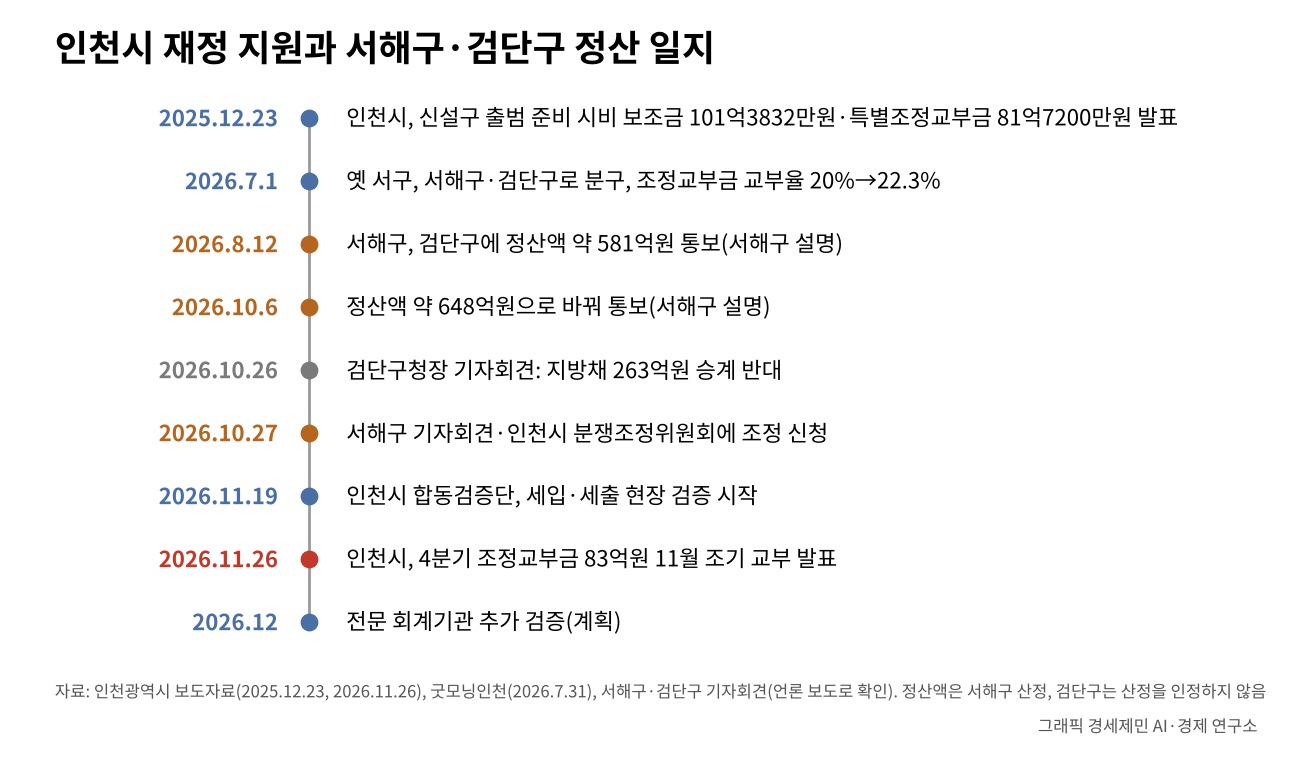 인천시 재정 지원과 서해구·검단구 정산 일지
2025.12.23 인천시, 신설구 출범 준비 시비 보조금 101억3832만원·특별조정교부금 81억7200만원 발표
2026.7.1 옛 서구, 서해구·검단구로 분구, 조정교부금 교부율 20%→22.3%
2026.8.12 서해구, 검단구에 정산액 약 581억원 통보(서해구 설명)
2026.10.6 정산액 약 648억원으로 바꿔 통보(서해구 설명)
2026.10.26 검단구청장 기자회견: 지방채 263억원 승계 반대
2026.10.27 서해구 기자회견·인천시 분쟁조정위원회에 조정 신청
2026.11.19 인천시 합동검증단, 세입·세출 현장 검증 시작
2026.11.26 인천시, 4분기 조정교부금 83억원 11월 조기 교부 발표
2026.12 전문 회계기관 추가 검증(계획)
자료: 인천광역시 보도자료(2025.12.23, 2026.11.26), 굿모닝인천(2026.7.31), 서해구·검단구 기자회견(언론 보도로 확인). 정산액은 서해구 산정, 검단구는 산정을 인정하지 않음
그래픽 경세제민 AI·경제 연구소